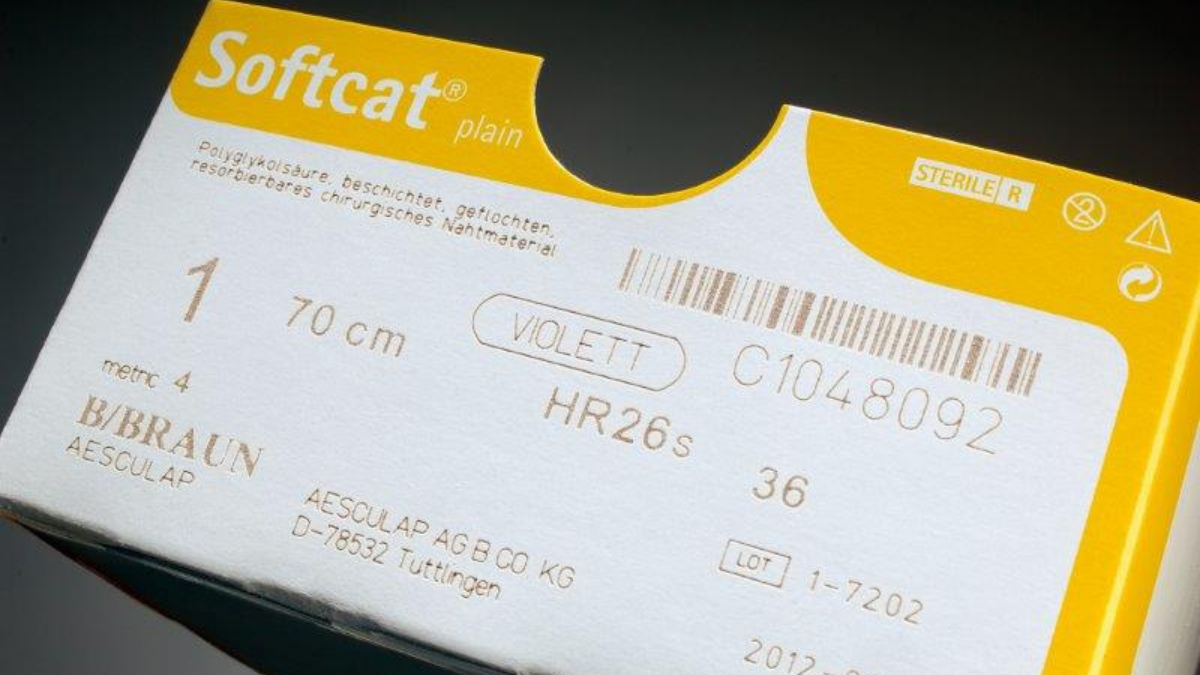 Softcat®
plain
STERILE R
Polyglykolsäure, beschichtet, geflochten,
resorbierbares chirurgisches Nahtmaterial
1
70 cm
VIOLETT
C1048092
metric 4
HR26s
36
B/BRAUN
AESCULAP
AESCULAP AG B CO KG
D-78532 Tuttlingen
LOT 1-7202
2012-